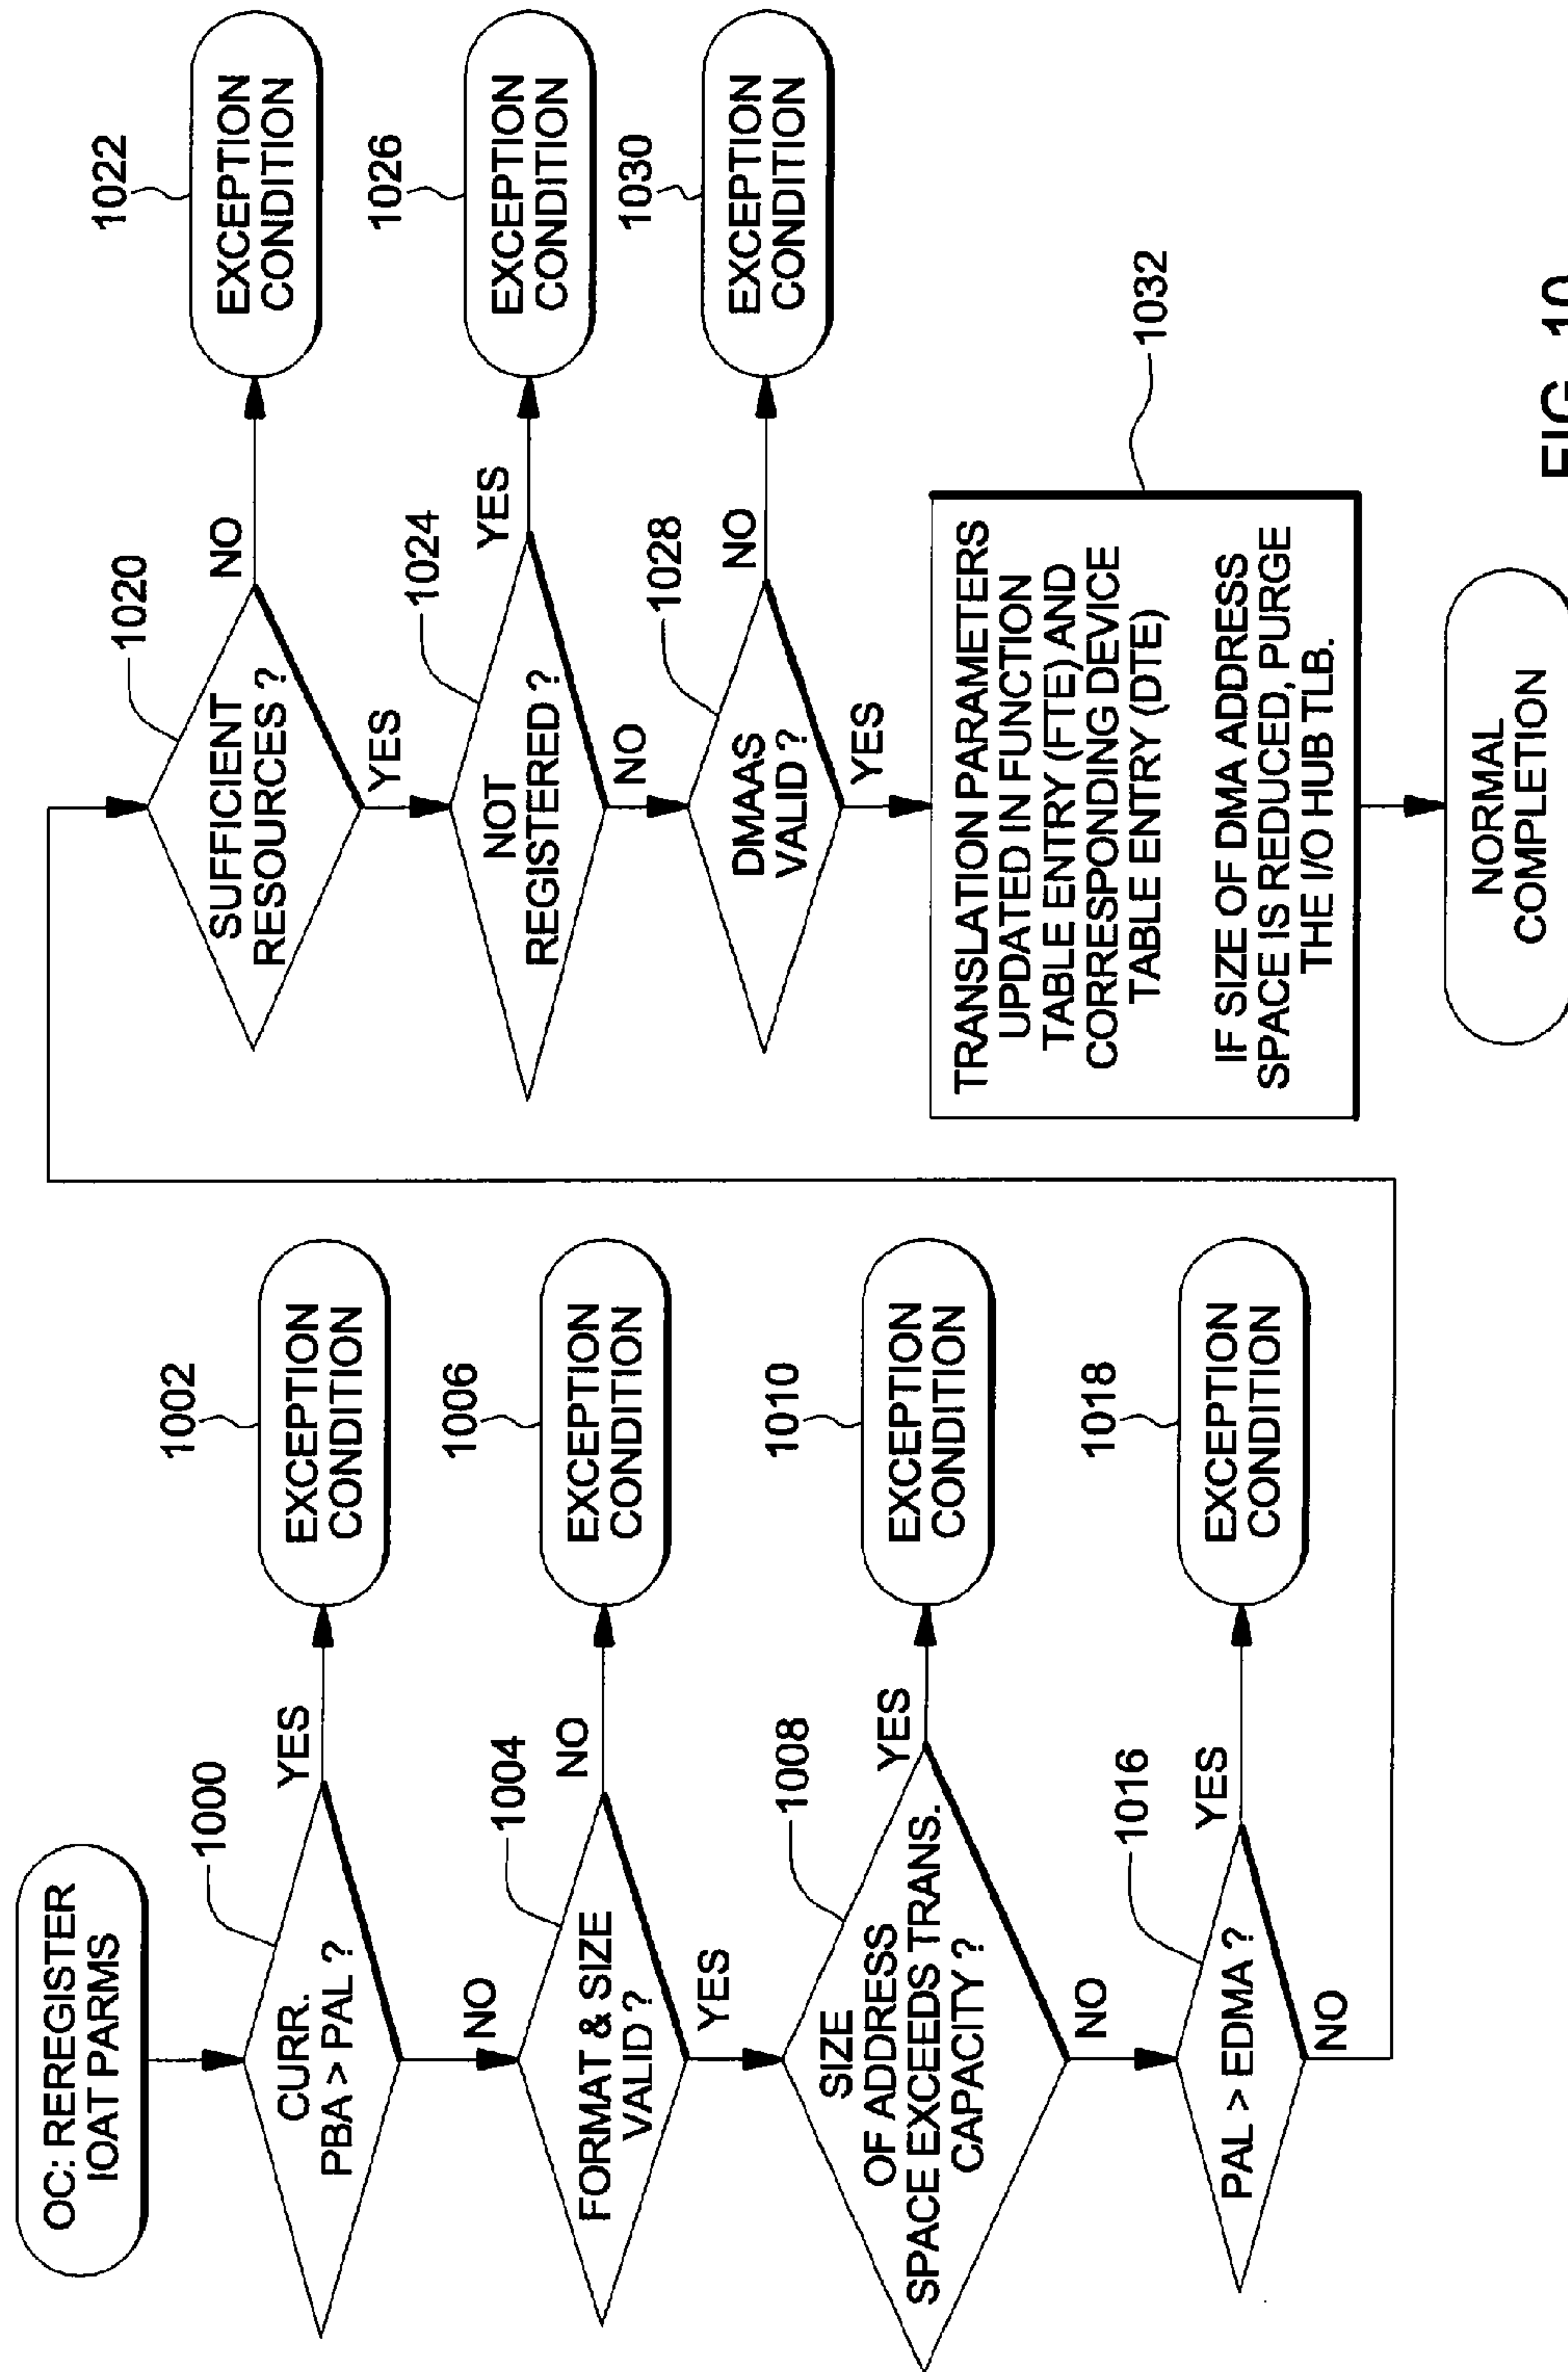 OC: REREGISTER
IOAT PARMS
1000
CURR.
PBA > PAL ?
YES
1002
EXCEPTION
CONDITION
NO
1004
FORMAT & SIZE
VALID ?
NO
1006
EXCEPTION
CONDITION
YES
1008
SIZE
OF ADDRESS
SPACE EXCEEDS TRANS.
CAPACITY ?
YES
1010
EXCEPTION
CONDITION
NO
1016
PAL > EDMA ?
YES
1018
EXCEPTION
CONDITION
NO
1020
SUFFICIENT
RESOURCES ?
NO
1022
EXCEPTION
CONDITION
YES
1024
NOT
REGISTERED ?
YES
1026
EXCEPTION
CONDITION
NO
1028
DMAAS
VALID ?
NO
1030
EXCEPTION
CONDITION
YES
1032
TRANSLATION PARAMETERS
UPDATED IN FUNCTION
TABLE ENTRY (FTE) AND
CORRESPONDING DEVICE
TABLE ENTRY (DTE)
IF SIZE OF DMA ADDRESS
SPACE IS REDUCED, PURGE
THE I/O HUB TLB.
NORMAL
COMPLETION
FIG. 10